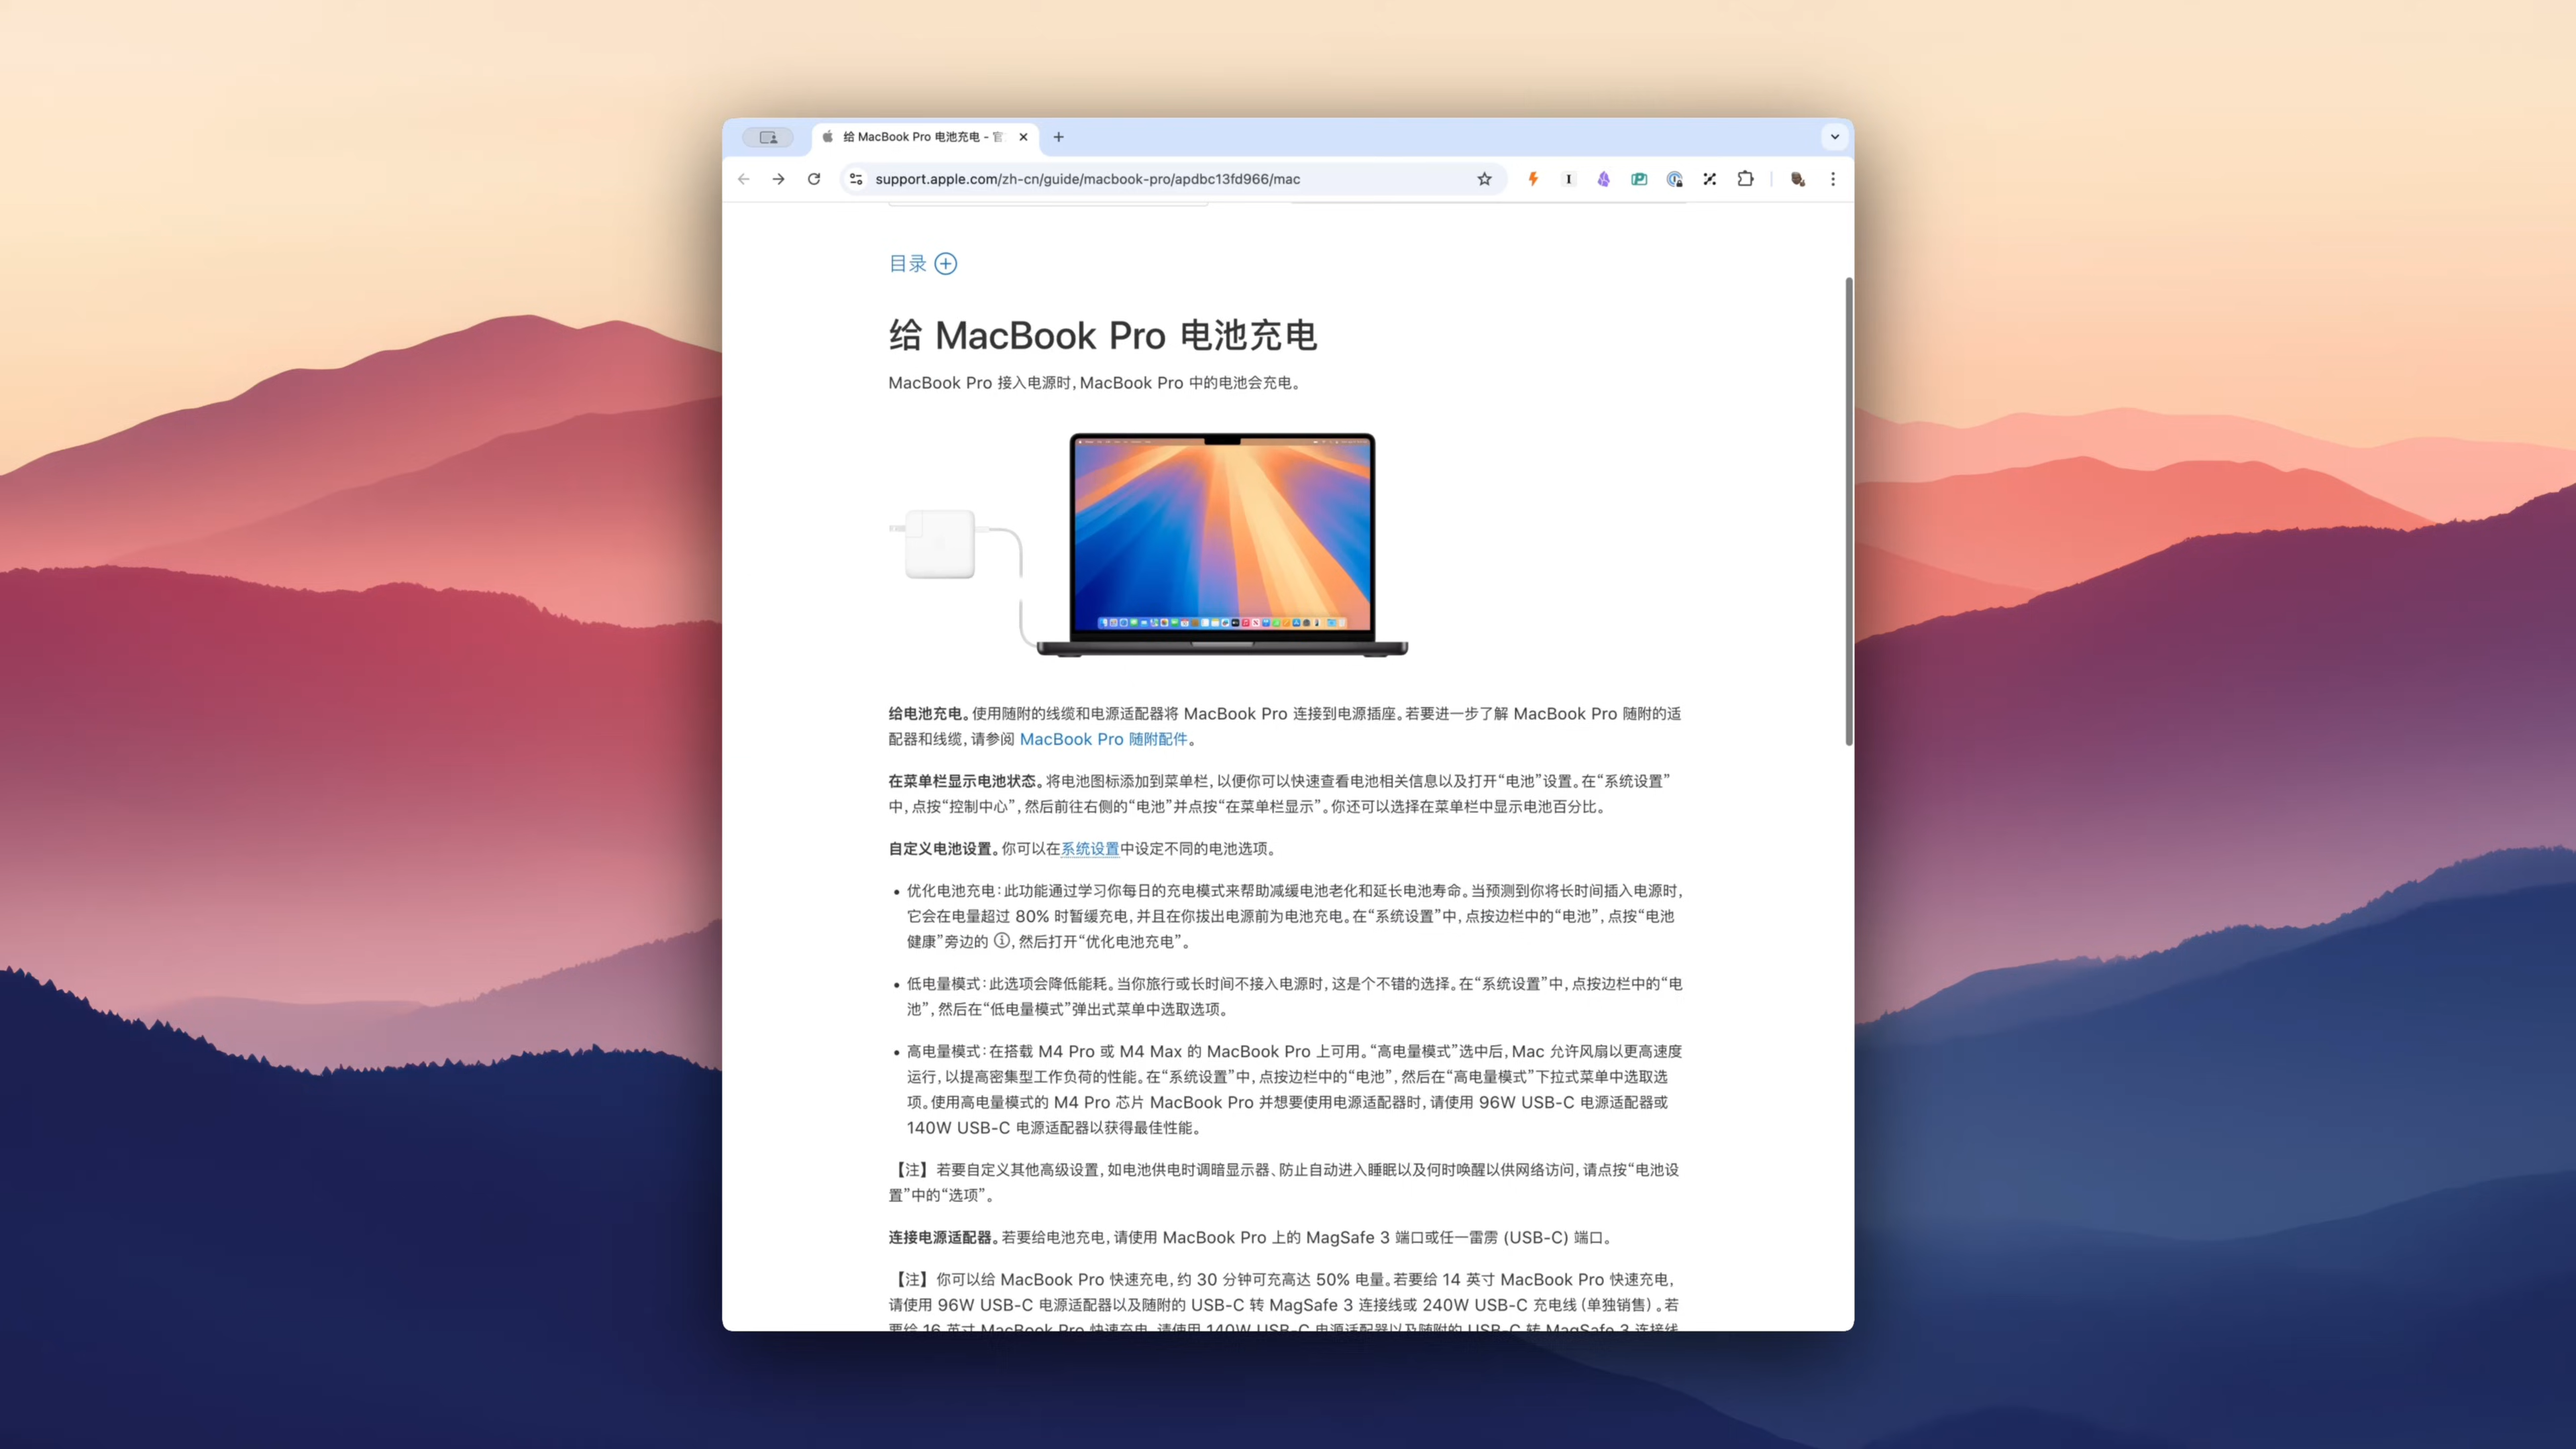 给 MacBook Pro 电池充电 - 官
support.apple.com/zh-cn/guide/macbook-pro/apdbc13fd966/mac
目录
给 MacBook Pro 电池充电
MacBook Pro 接入电源时，MacBook Pro 中的电池会充电。
给电池充电。使用随附的线缆和电源适配器将 MacBook Pro 连接到电源插座。若要进一步了解 MacBook Pro 随附的适
配器和线缆，请参阅 MacBook Pro 随附配件。
在菜单栏显示电池状态。将电池图标添加到菜单栏，以便你可以快速查看电池相关信息以及打开“电池”设置。在“系统设置”
中，点按“控制中心”，然后前往右侧的“电池”并点按“在菜单栏显示”。你还可以选择在菜单栏中显示电池百分比。
自定义电池设置。你可以在系统设置中设定不同的电池选项。
• 优化电池充电：此功能通过学习你每日的充电模式来帮助减缓电池老化和延长电池寿命。当预测到你将长时间插入电源时，
它会在电量超过 80% 时暂缓充电，并且在你拔出电源前为电池充电。在“系统设置”中，点按边栏中的“电池”，点按“电池
健康”旁边的 ⓘ，然后打开“优化电池充电”。
• 低电量模式：此选项会降低能耗。当你旅行或长时间不接入电源时，这是个不错的选择。在“系统设置”中，点按边栏中的“电
池”，然后在“低电量模式”弹出式菜单中选取选项。
• 高电量模式：在搭载 M4 Pro 或 M4 Max 的 MacBook Pro 上可用。“高电量模式”选中后，Mac 允许风扇以更高速度
运行，以提高密集型工作负荷的性能。在“系统设置”中，点按边栏中的“电池”，然后在“高电量模式”下拉式菜单中选取选
项。使用高电量模式的 M4 Pro 芯片 MacBook Pro 并想要使用电源适配器时，请使用 96W USB-C 电源适配器或
140W USB-C 电源适配器以获得最佳性能。
【注】若要自定义其他高级设置，如电池供电时调暗显示器、防止自动进入睡眠以及何时唤醒以供网络访问，请点按“电池设
置”中的“选项”。
连接电源适配器。若要给电池充电，请使用 MacBook Pro 上的 MagSafe 3 端口或任一雷雳 (USB-C) 端口。
【注】你可以给 MacBook Pro 快速充电，约 30 分钟可充高达 50% 电量。若要给 14 英寸 MacBook Pro 快速充电，
请使用 96W USB-C 电源适配器以及随附的 USB-C 转 MagSafe 3 连接线或 240W USB-C 充电线（单独销售）。若
要给 16 英寸 MacBook Pro 快速充电，请使用 140W USB-C 电源适配器以及随附的 USB-C 转 MagSafe 3 连接线